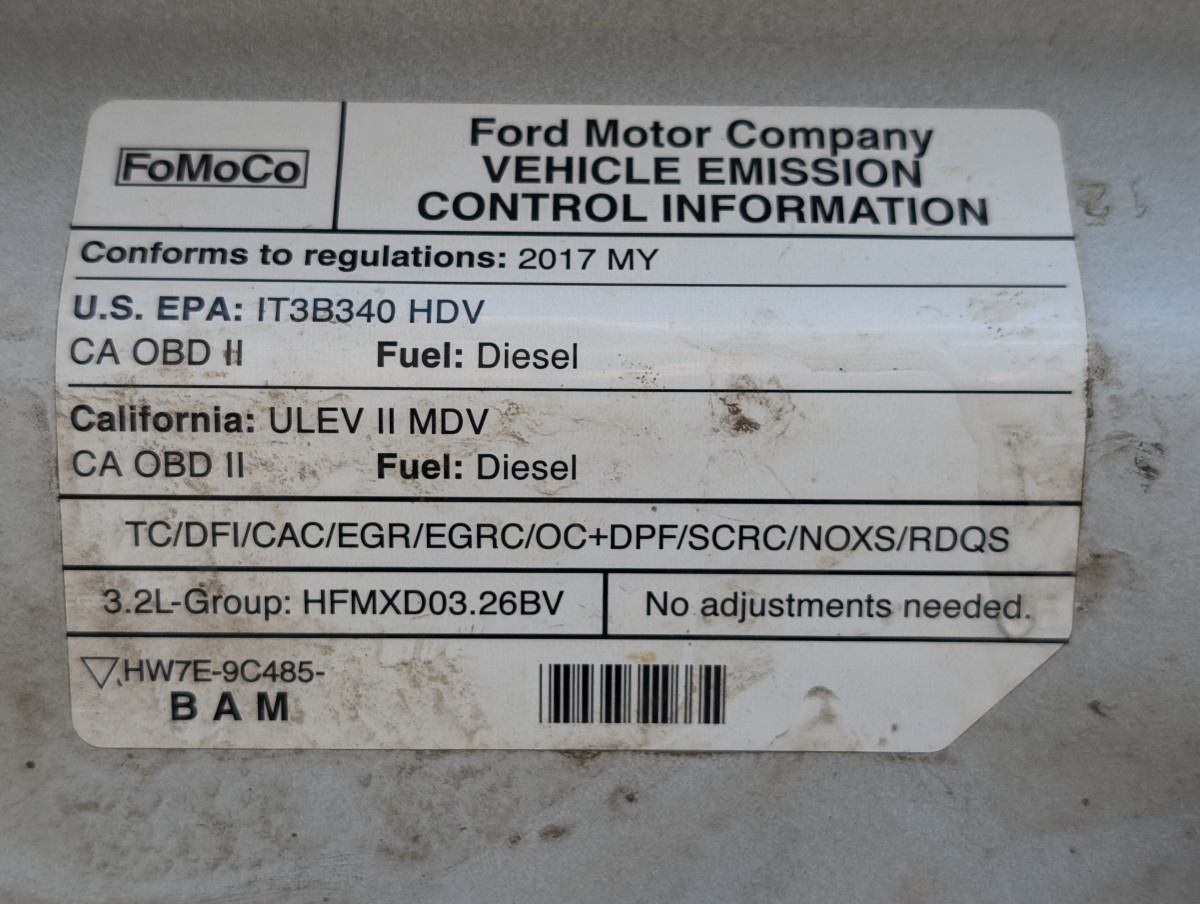 FoMoCo
Ford Motor Company
VEHICLE EMISSION
CONTROL INFORMATION
Conforms to regulations: 2017 MY
U.S. EPA: IT3B340 HDV
CA OBD II Fuel: Diesel
California: ULEV II MDV
CA OBD II Fuel: Diesel
TC/DFI/CAC/EGR/EGRC/OC+DPF/SCRC/NOXS/RDQS
3.2L-Group: HFMXD03.26BV
No adjustments needed.
HW7E-9C485-
BAM